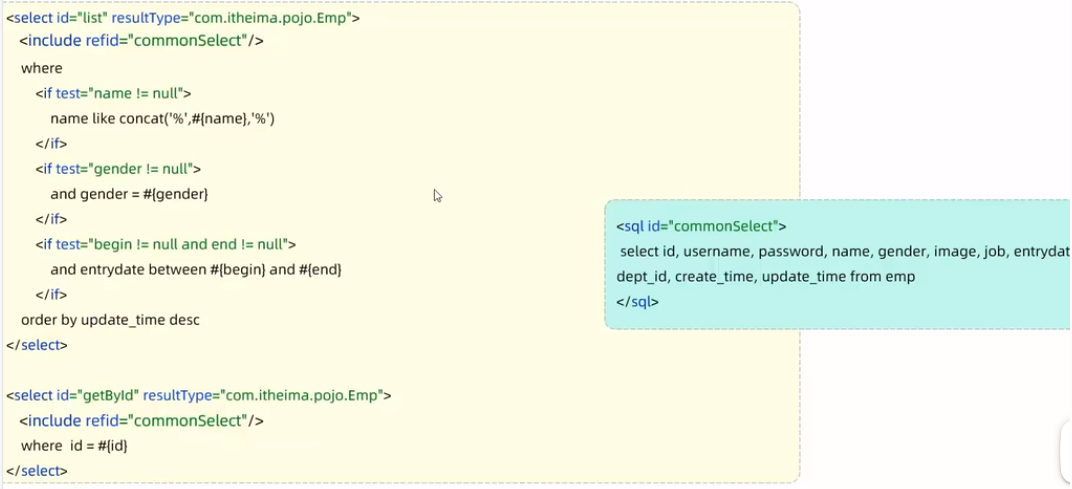 <select id="list" resultType="com.itheima.pojo.Emp">
<include refid="commonSelect"/>
where
<if test="name != null">
name like concat('%',#{name},'%')
</if>
<if test="gender != null">
and gender = #{gender}
</if>
<if test="begin != null and end != null">
and entrydate between #{begin} and #{end}
</if>
order by update_time desc
</select>
<select id="getById" resultType="com.itheima.pojo.Emp">
<include refid="commonSelect"/>
where id = #{id}
</select>
<sql id="commonSelect">
select id, username, password, name, gender, image, job, entrydat
dept_id, create_time, update_time from emp
</sql>